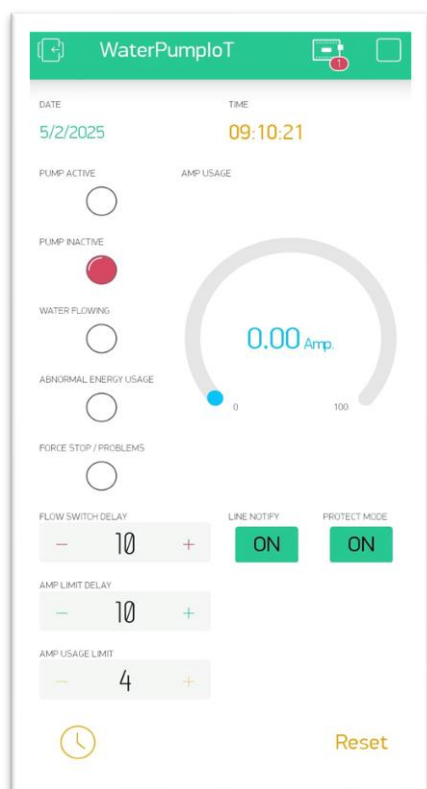 WaterPumpIoT
1
DATE TIME
5/2/2025 09:10:21
PUMP ACTIVE AMP USAGE
PUMP INACTIVE
WATER FLOWING
0.00 Amp.
ABNORMAL ENERGY USAGE
0 100
FORCE STOP / PROBLEMS
FLOW SWITCH DELAY LINE NOTIFY PROTECT MODE
− 10 + ON ON
AMP LIMIT DELAY
− 10 +
AMP USAGE LIMIT
− 4 +
Reset